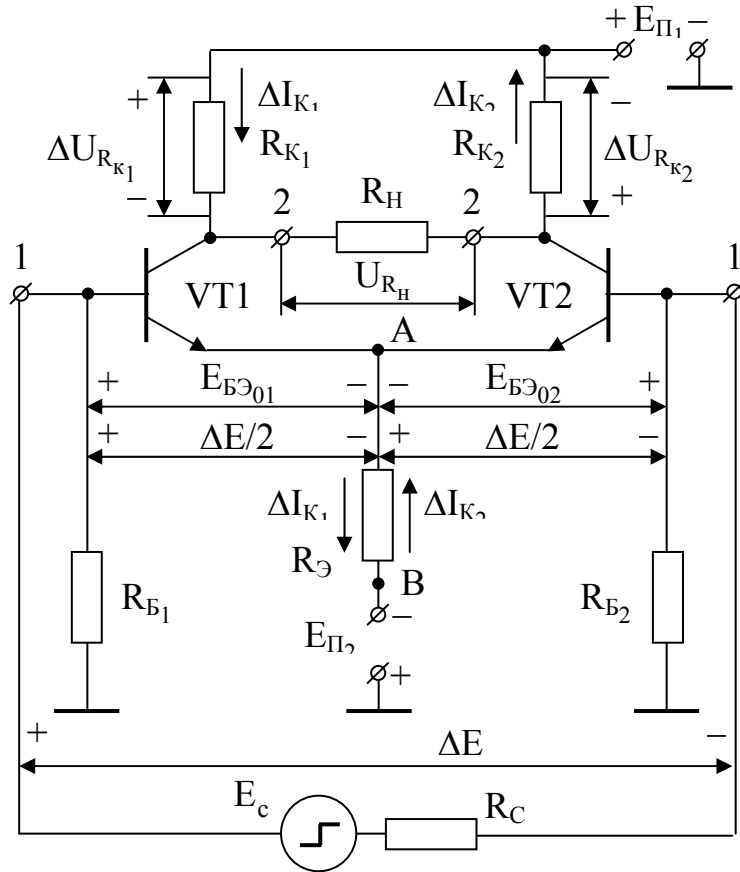 + E_П₁ −
+ ΔI_К₁ ΔI_К₂ −
ΔU_Rк₁ R_К₁ R_К₂ ΔU_Rк₂
− R_Н +
2 2
1 1
VT1 U_Rн VT2
A
+ E_БЭ₀₁ − − E_БЭ₀₂ +
+ ΔE/2 − + ΔE/2 −
ΔI_К₁ ΔI_К₂
R_Э B
R_Б₁ R_Б₂
E_П₂ −
+
+ ΔE −
E_с R_С